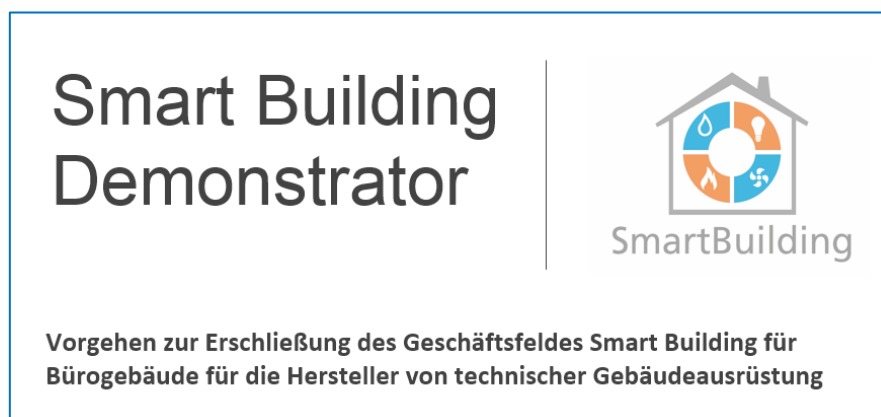 Smart Building
Demonstrator
SmartBuilding
Vorgehen zur Erschließung des Geschäftsfeldes Smart Building für
Bürogebäude für die Hersteller von technischer Gebäudeausrüstung